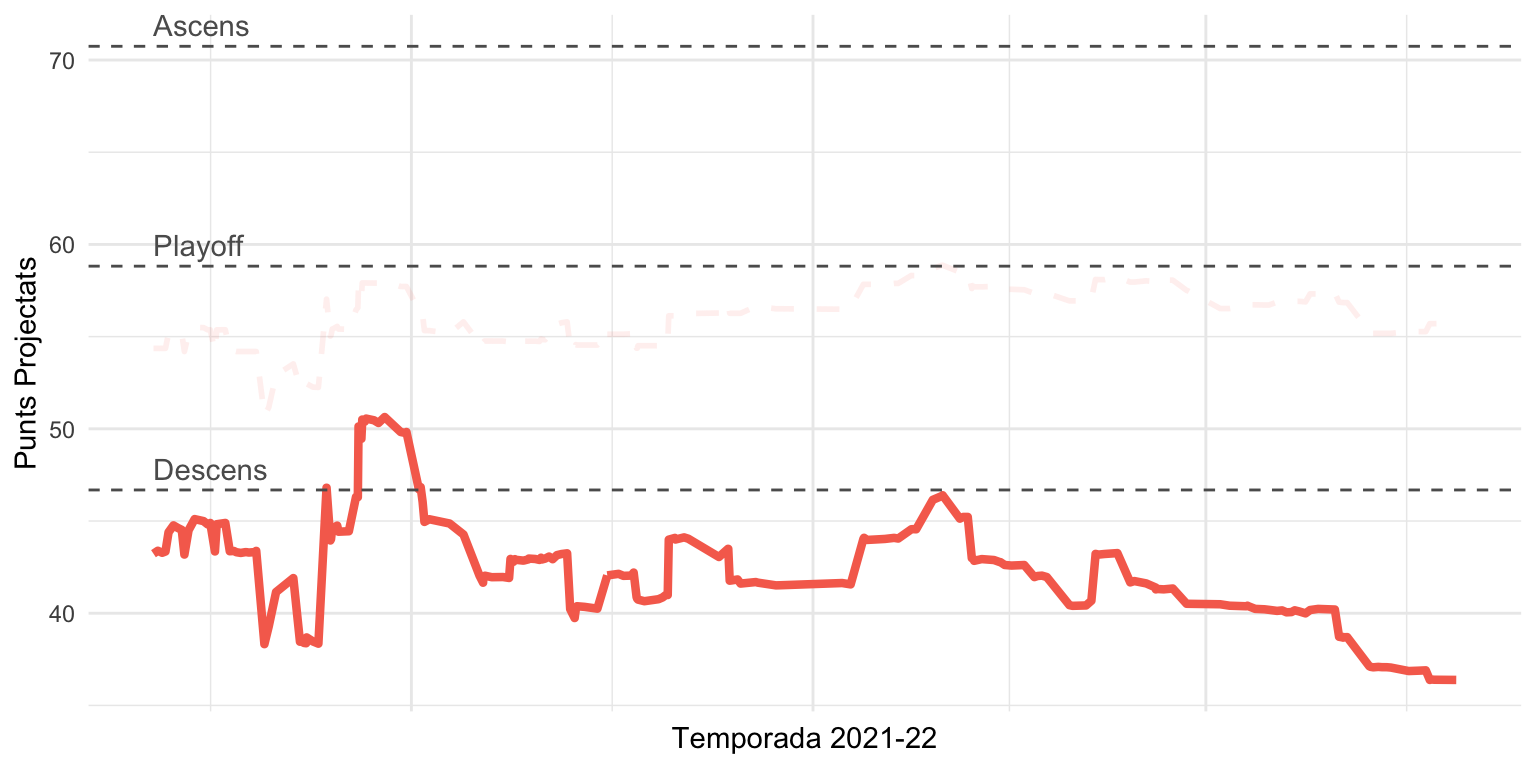 Ascens
70
60
Playoff
50
Descens
40
Punts Projectats
Temporada 2021-22